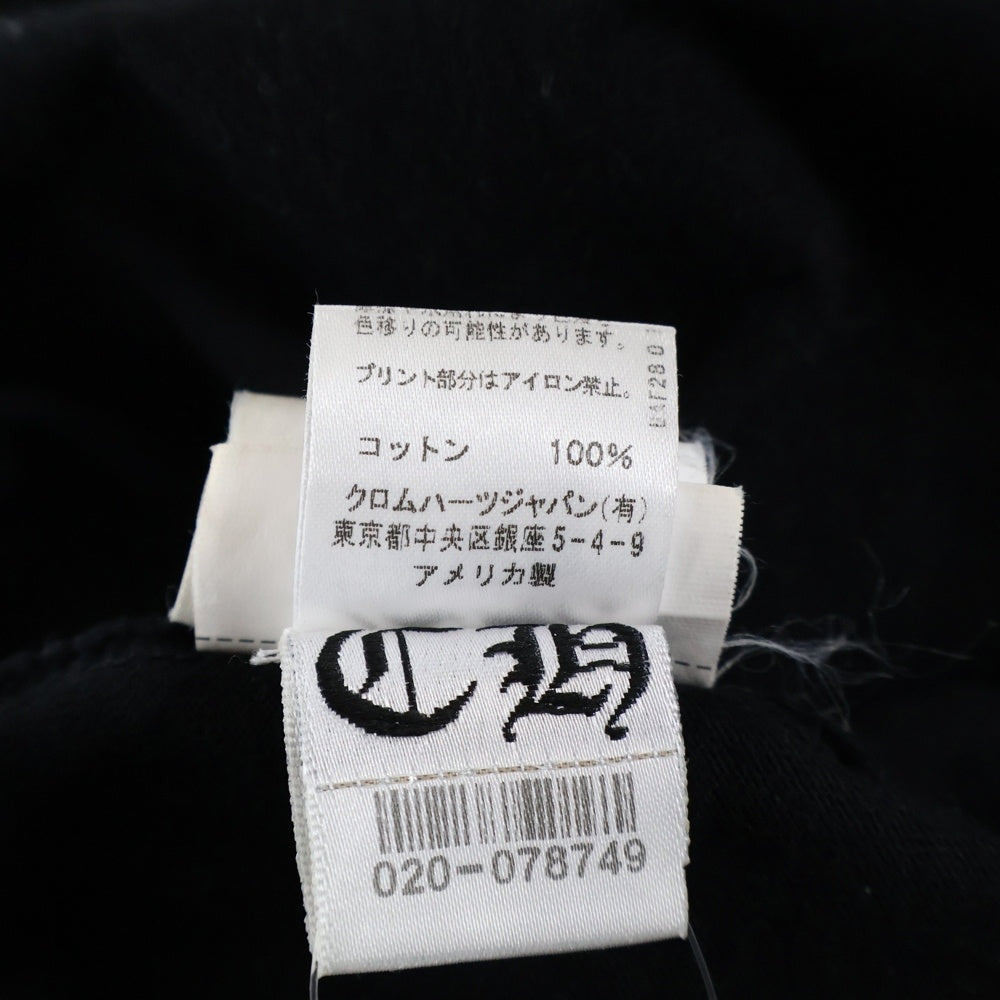 色移りの可能性があります。
プリント部分はアイロン禁止。
コットン 100%
クロムハーツジャパン(有)
東京都中央区銀座5-4-9
アメリカ製
CH
020-078749